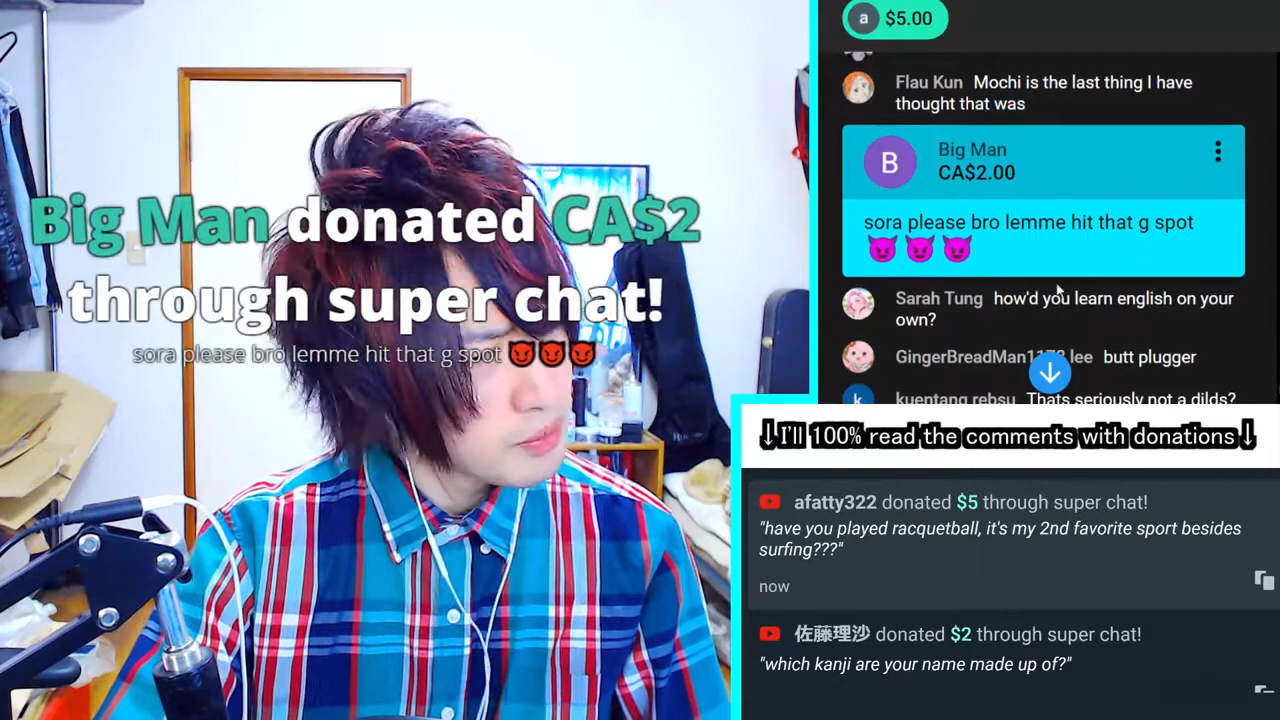 Big Man donated CA$2
through super chat!
sora please bro lemme hit that g spot 😈😈😈
a $5.00
Flau Kun Mochi is the last thing I have
thought that was
B
Big Man
CA$2.00
sora please bro lemme hit that g spot
😈 😈 😈
Sarah Tung how'd you learn english on your
own?
lee butt plugger
k kuentang rebsu Thats seriously not a dilds?
↓I'll 100% read the comments with donations↓
afatty322 donated $5 through super chat!
"have you played racquetball, it's my 2nd favorite sport besides
surfing???"
now
佐藤理沙 donated $2 through super chat!
"which kanji are your name made up of?"